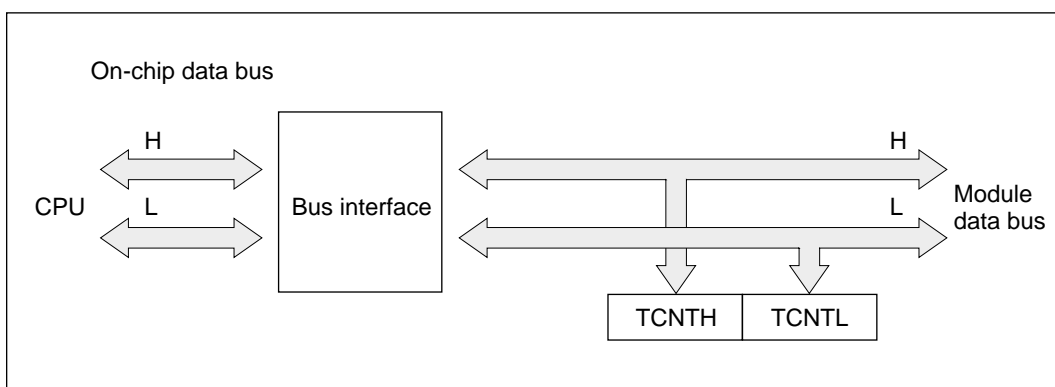 On-chip data bus
H
H
CPU
L
Bus interface
L
Module
data bus
TCNTH
TCNTL